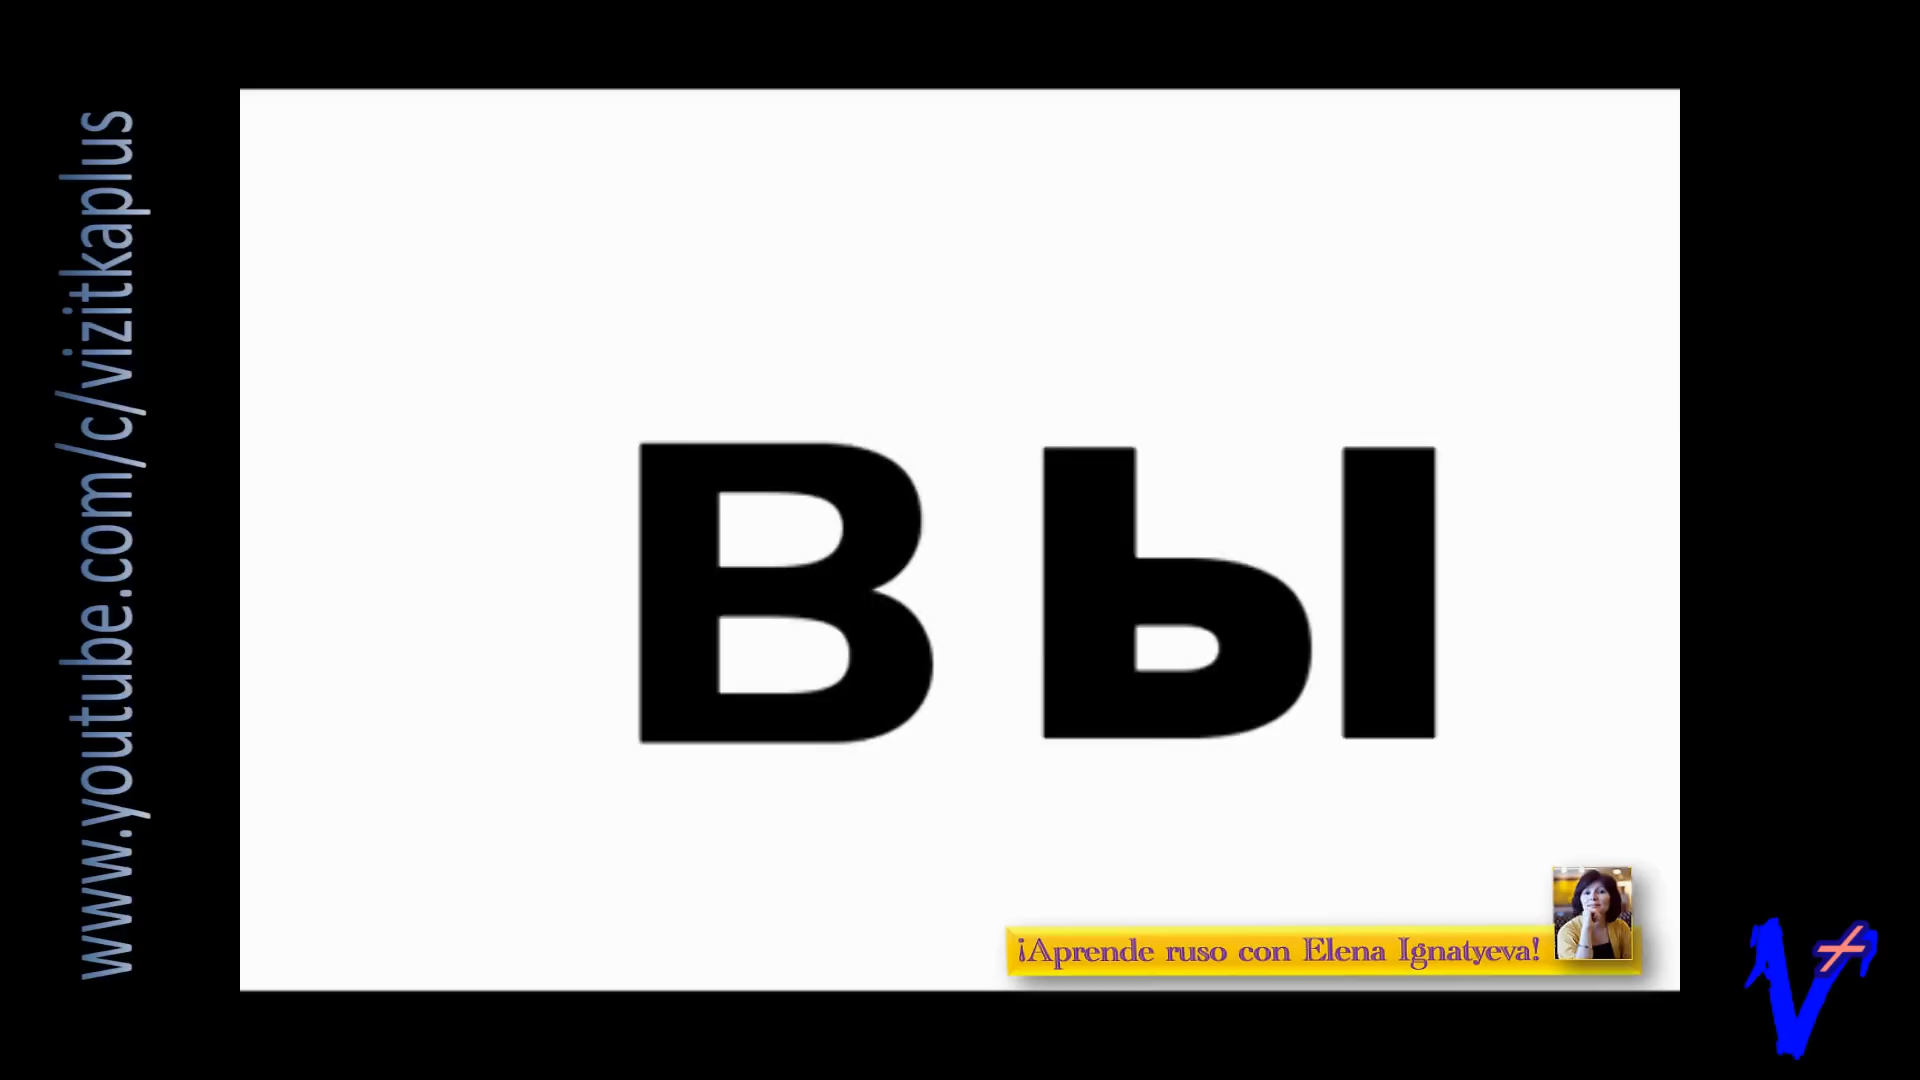 www.youtube.com/c/vizitkaplus
Вы
¡Aprende ruso con Elena Ignatyeva!
V+